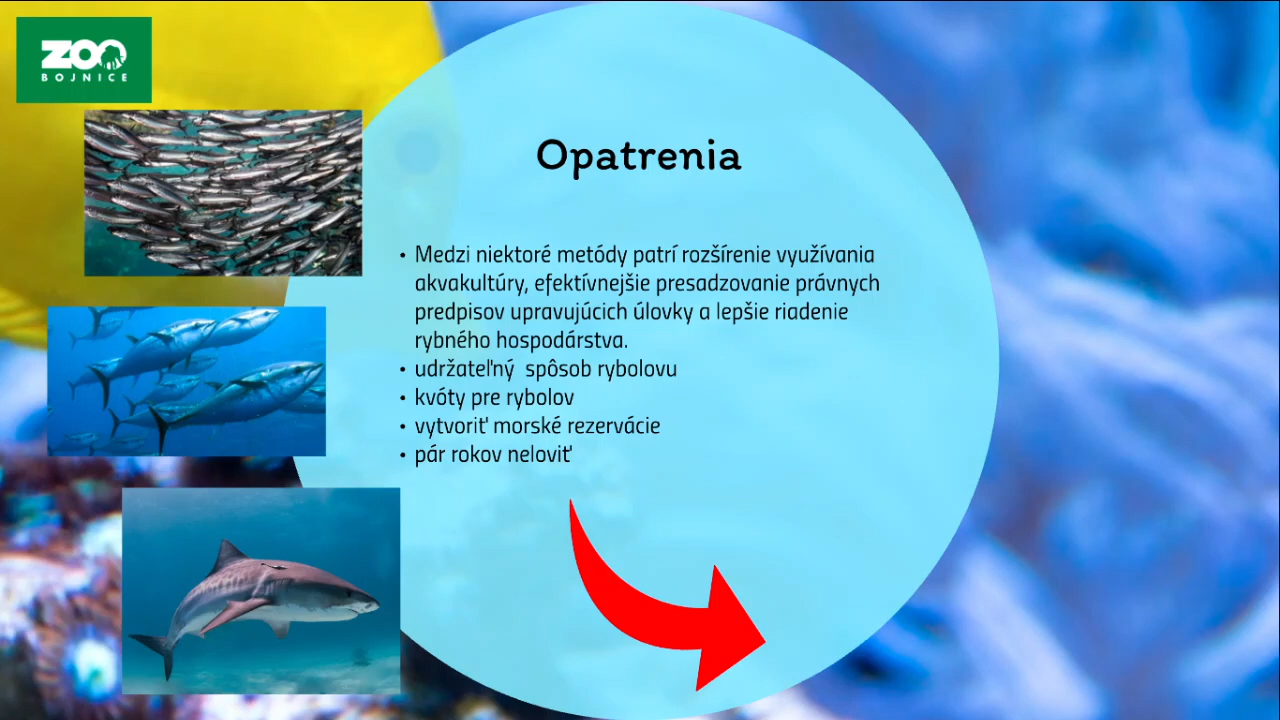 ZOO
BOJNICE
Opatrenia
• Medzi niektoré metódy patrí rozšírenie využívania
akvakultúry, efektívnejšie presadzovanie právnych
predpisov upravujúcich úlovky a lepšie riadenie
rybného hospodárstva.
• udržateľný  spôsob rybolovu
• kvóty pre rybolov
• vytvoriť morské rezervácie
• pár rokov neloviť